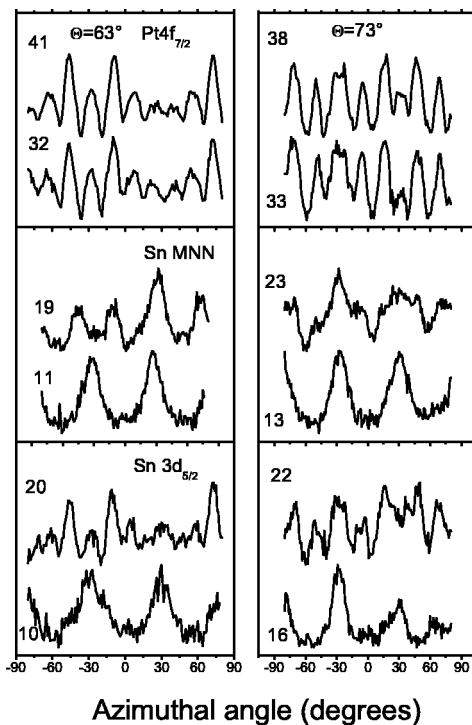 Θ=63° Pt4f7/2
41
32
Θ=73°
38
33
Sn MNN
19
11
23
13
Sn 3d5/2
20
10
22
16
-90 -60 -30 0 30 60 90
-90 -60 -30 0 30 60 90
Azimuthal angle (degrees)